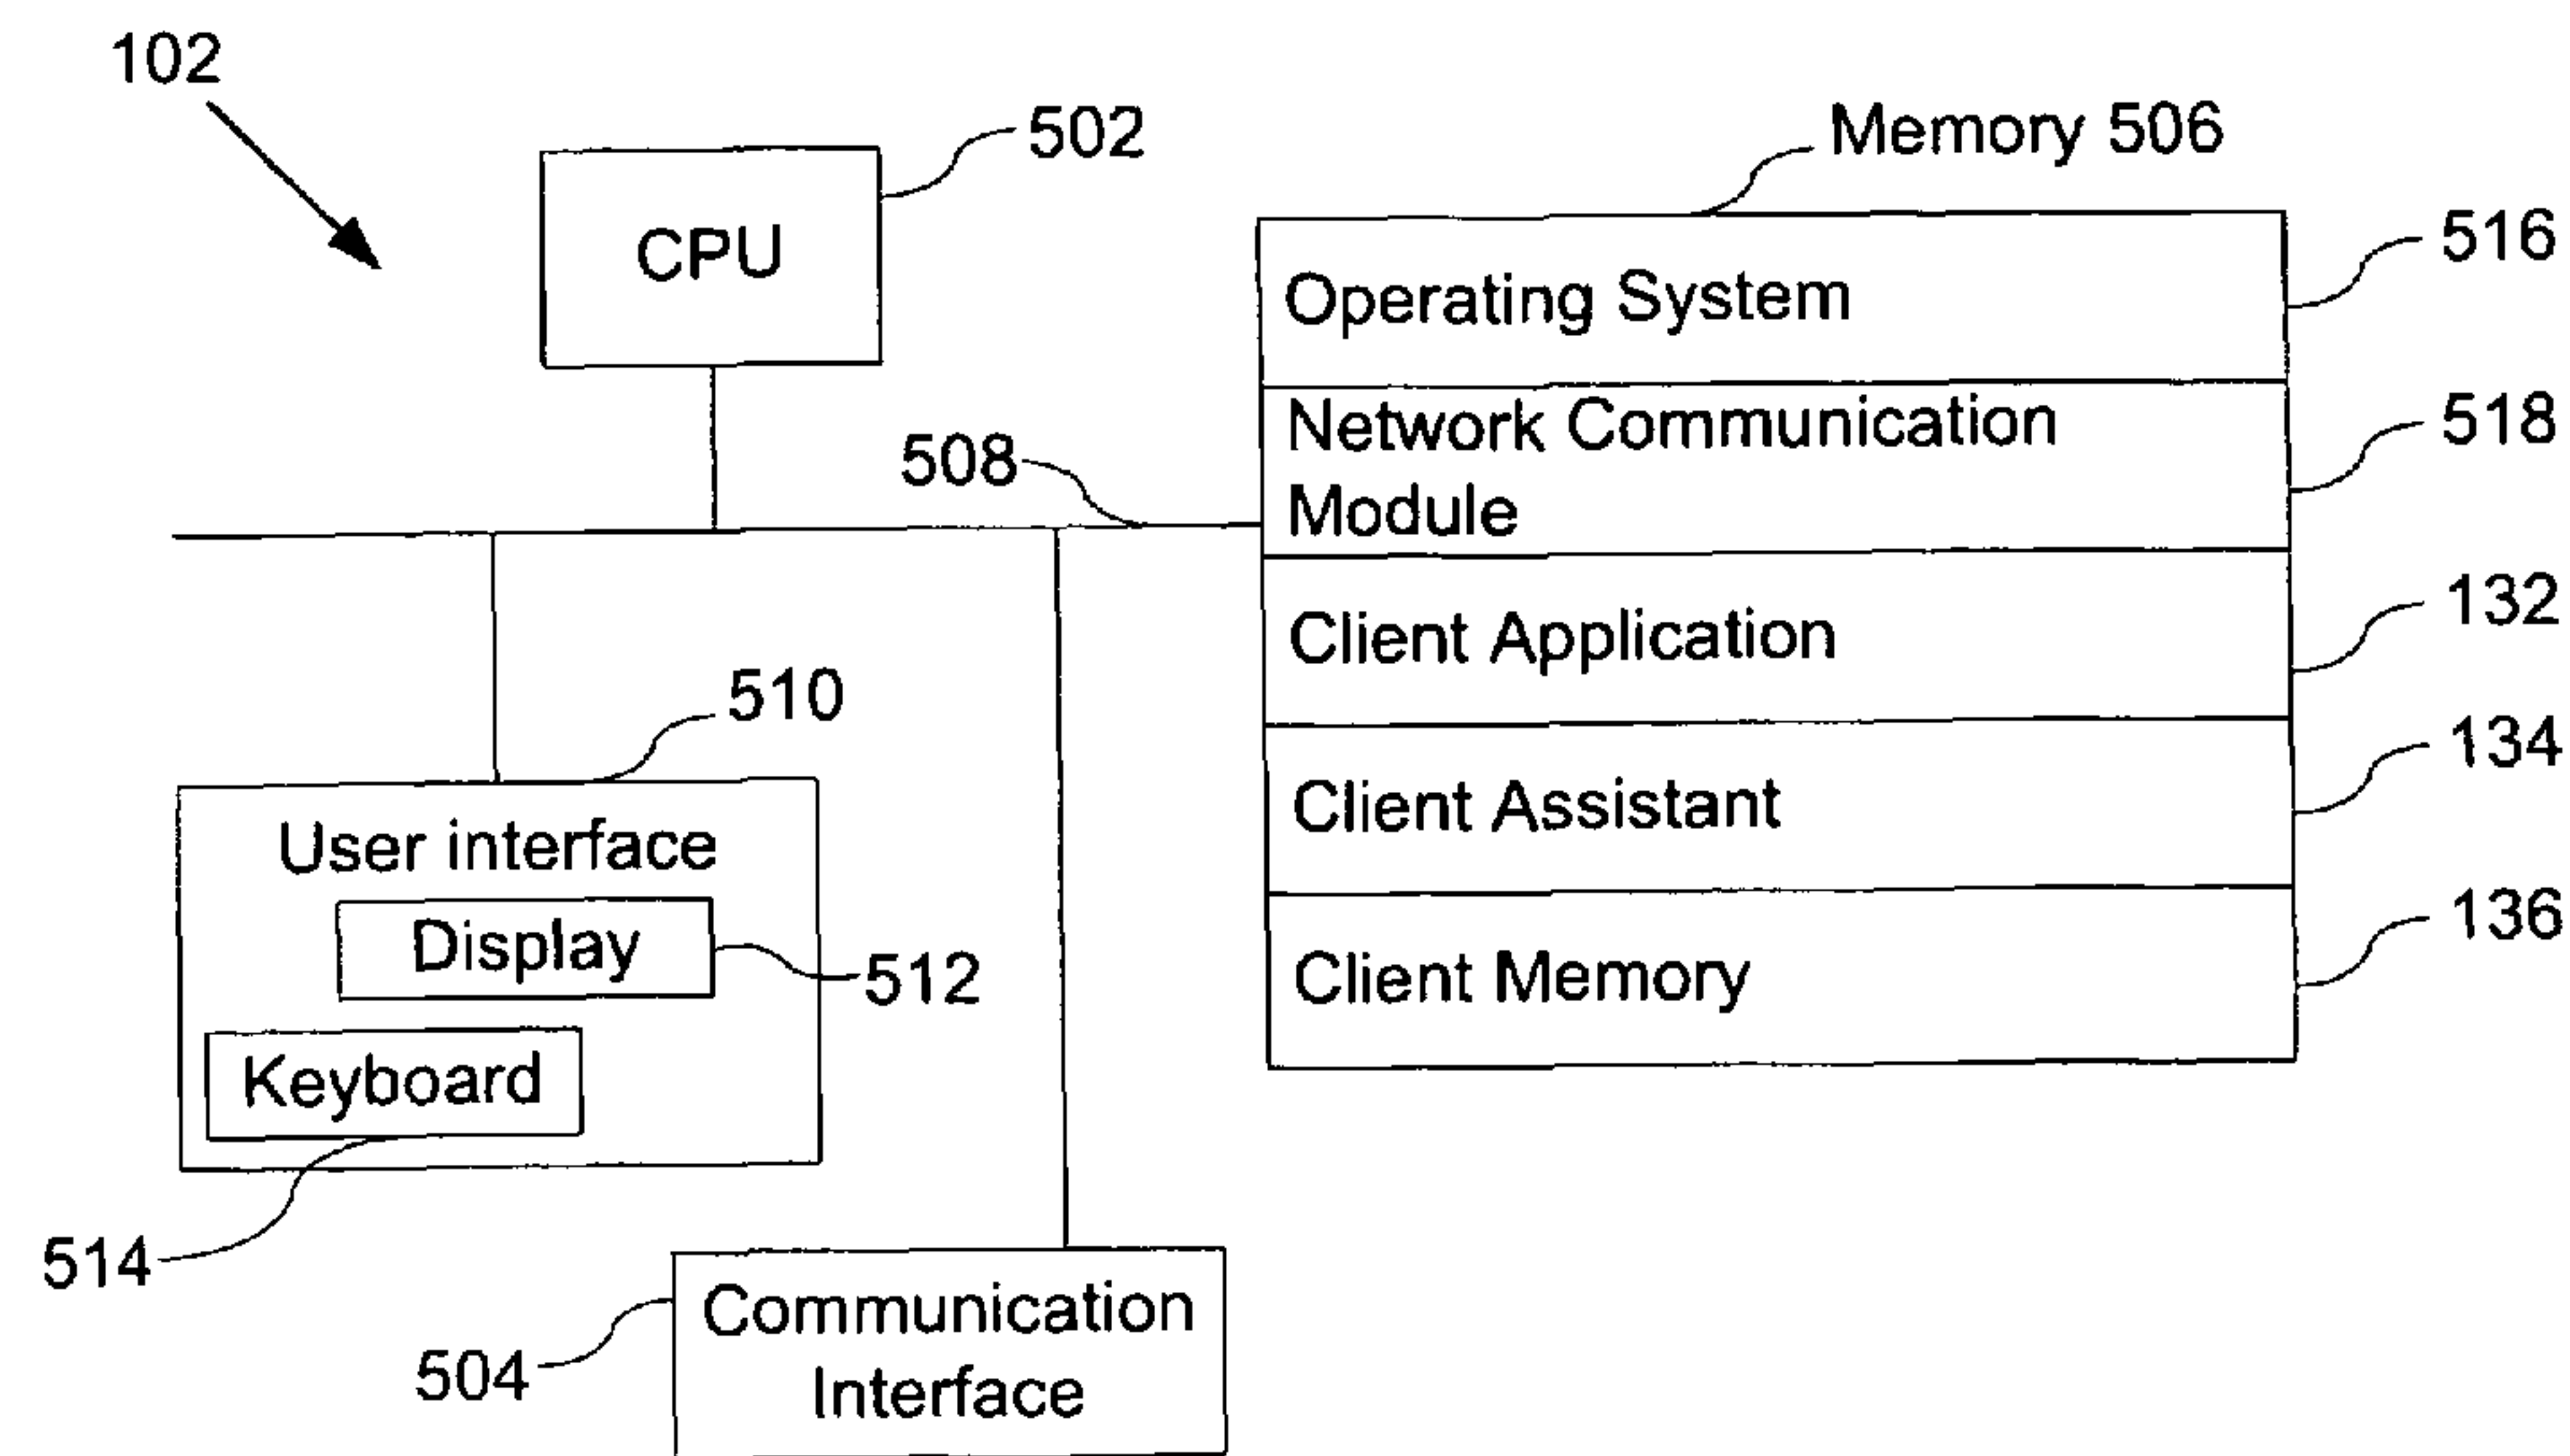 102
502
CPU
Memory 506
Operating System
516
Network Communication
Module
518
508
Client Application
132
Client Assistant
134
Client Memory
136
510
User interface
Display
512
Keyboard
514
Communication
Interface
504